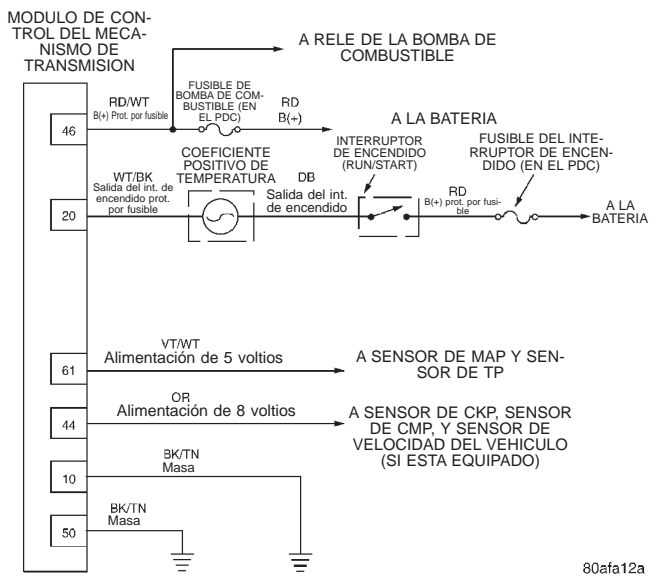 MODULO DE CON-
TROL DEL MECA-
NISMO DE
TRANSMISION
A RELE DE LA BOMBA DE
COMBUSTIBLE
46
RD/WT
B(+) Prot. por fusible
FUSIBLE DE
BOMBA DE COM-
BUSTIBLE (EN
EL PDC)
RD
B(+)
A LA BATERIA
20
WT/BK
Salida del int. de
encendido prot.
por fusible
COEFICIENTE
POSITIVO DE
TEMPERATURA
DB
Salida del int.
de encendido
INTERRUPTOR
DE ENCENDIDO
(RUN/START)
RD
B(+) prot. por fusi-
ble
FUSIBLE DEL INTE-
RRUPTOR DE ENCEN-
DIDO (EN EL PDC)
A LA
BATERIA
61
VT/WT
Alimentación de 5 voltios
A SENSOR DE MAP Y SEN-
SOR DE TP
44
OR
Alimentación de 8 voltios
A SENSOR DE CKP, SENSOR
DE CMP, Y SENSOR DE
VELOCIDAD DEL VEHICULO
(SI ESTA EQUIPADO)
10
BK/TN
Masa
50
BK/TN
Masa
80afa12a